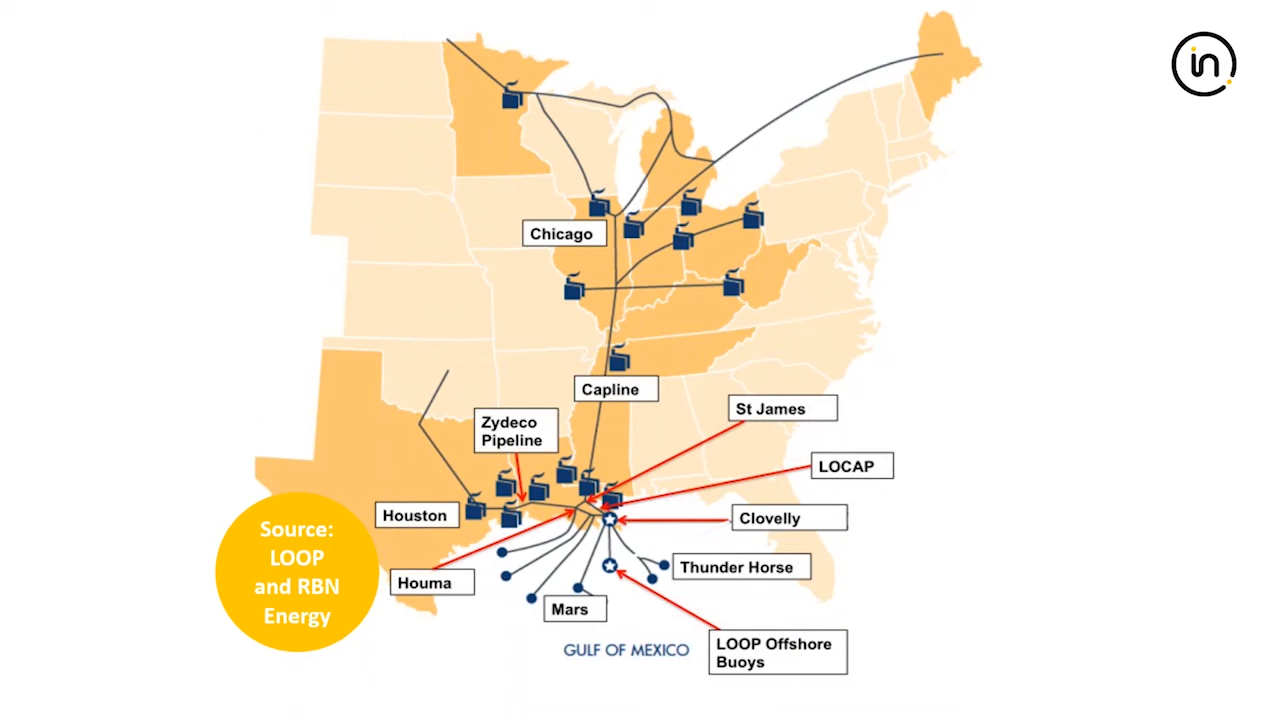 in
Chicago
Capline
St James
Zydeco
Pipeline
LOCAP
Houston
Clovelly
Source:
LOOP
and RBN
Energy
Thunder Horse
Houma
Mars
LOOP Offshore
Buoys
GULF OF MEXICO